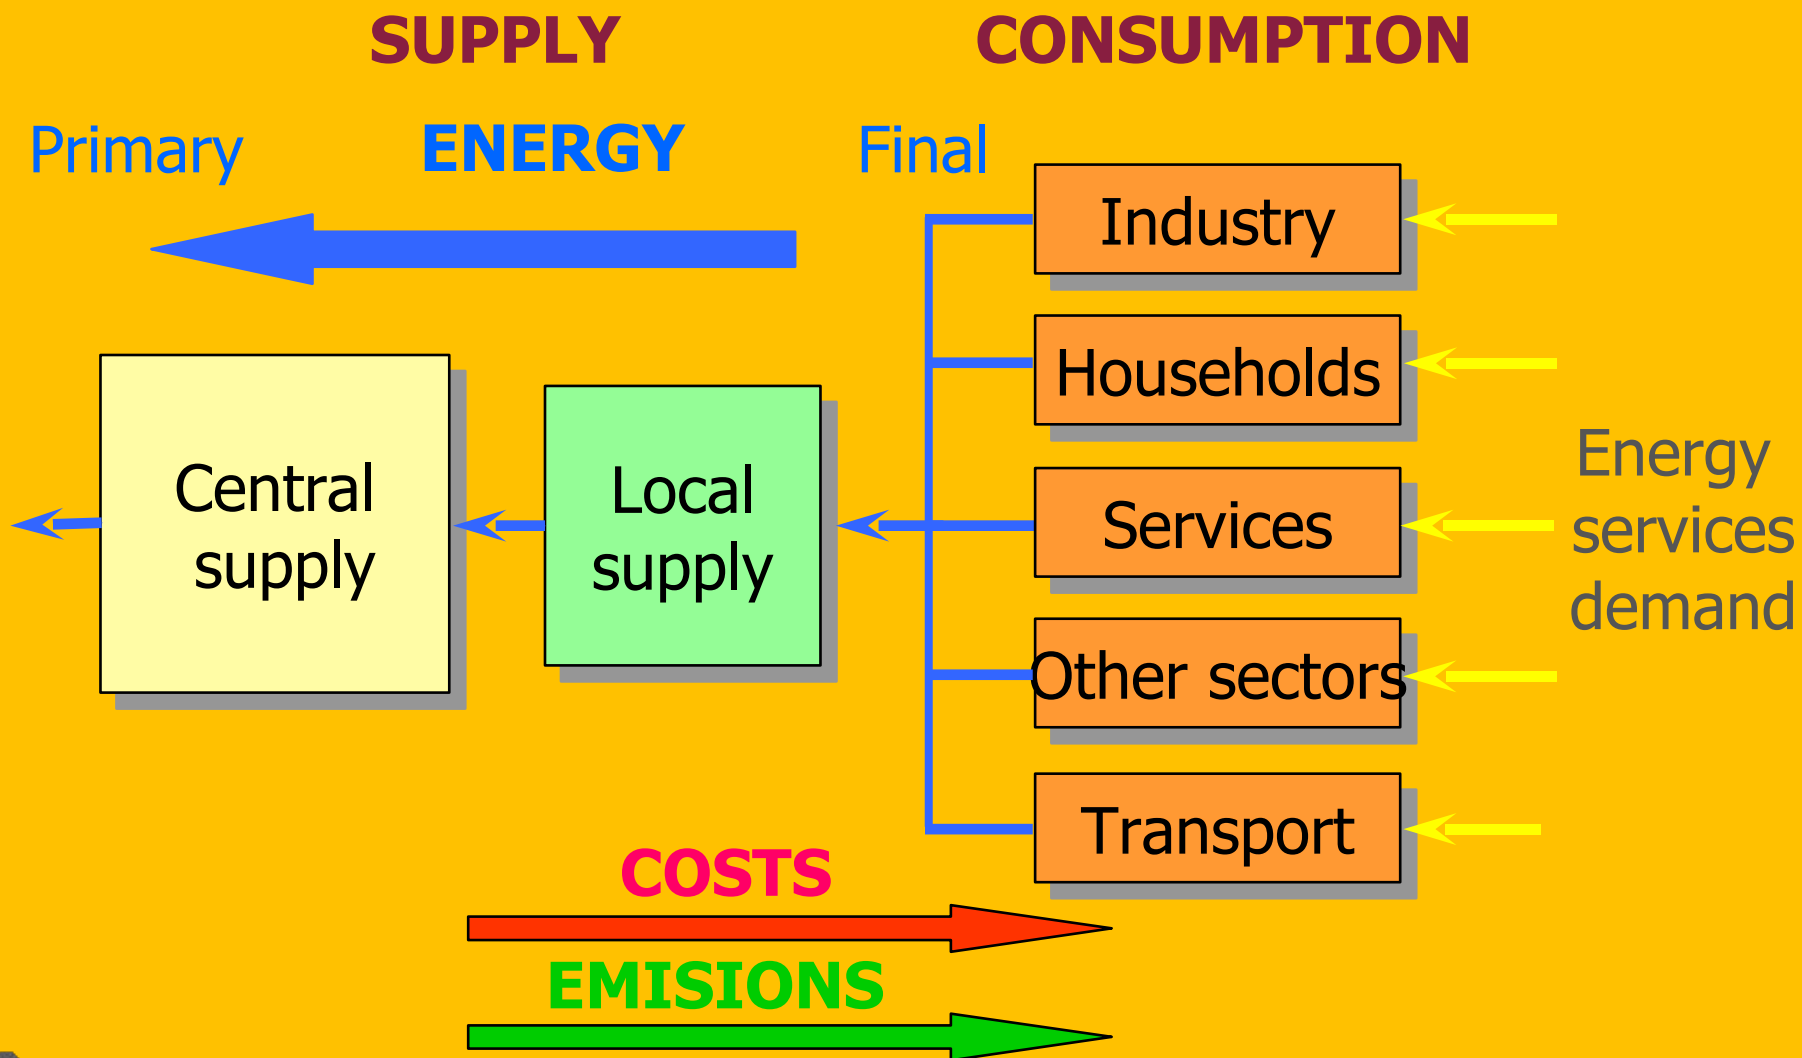 SUPPLY
CONSUMPTION
Primary
ENERGY
Final
Industry
Households
Services
Other sectors
Transport
Central
supply
Local
supply
Energy
services
demand
COSTS
EMISIONS